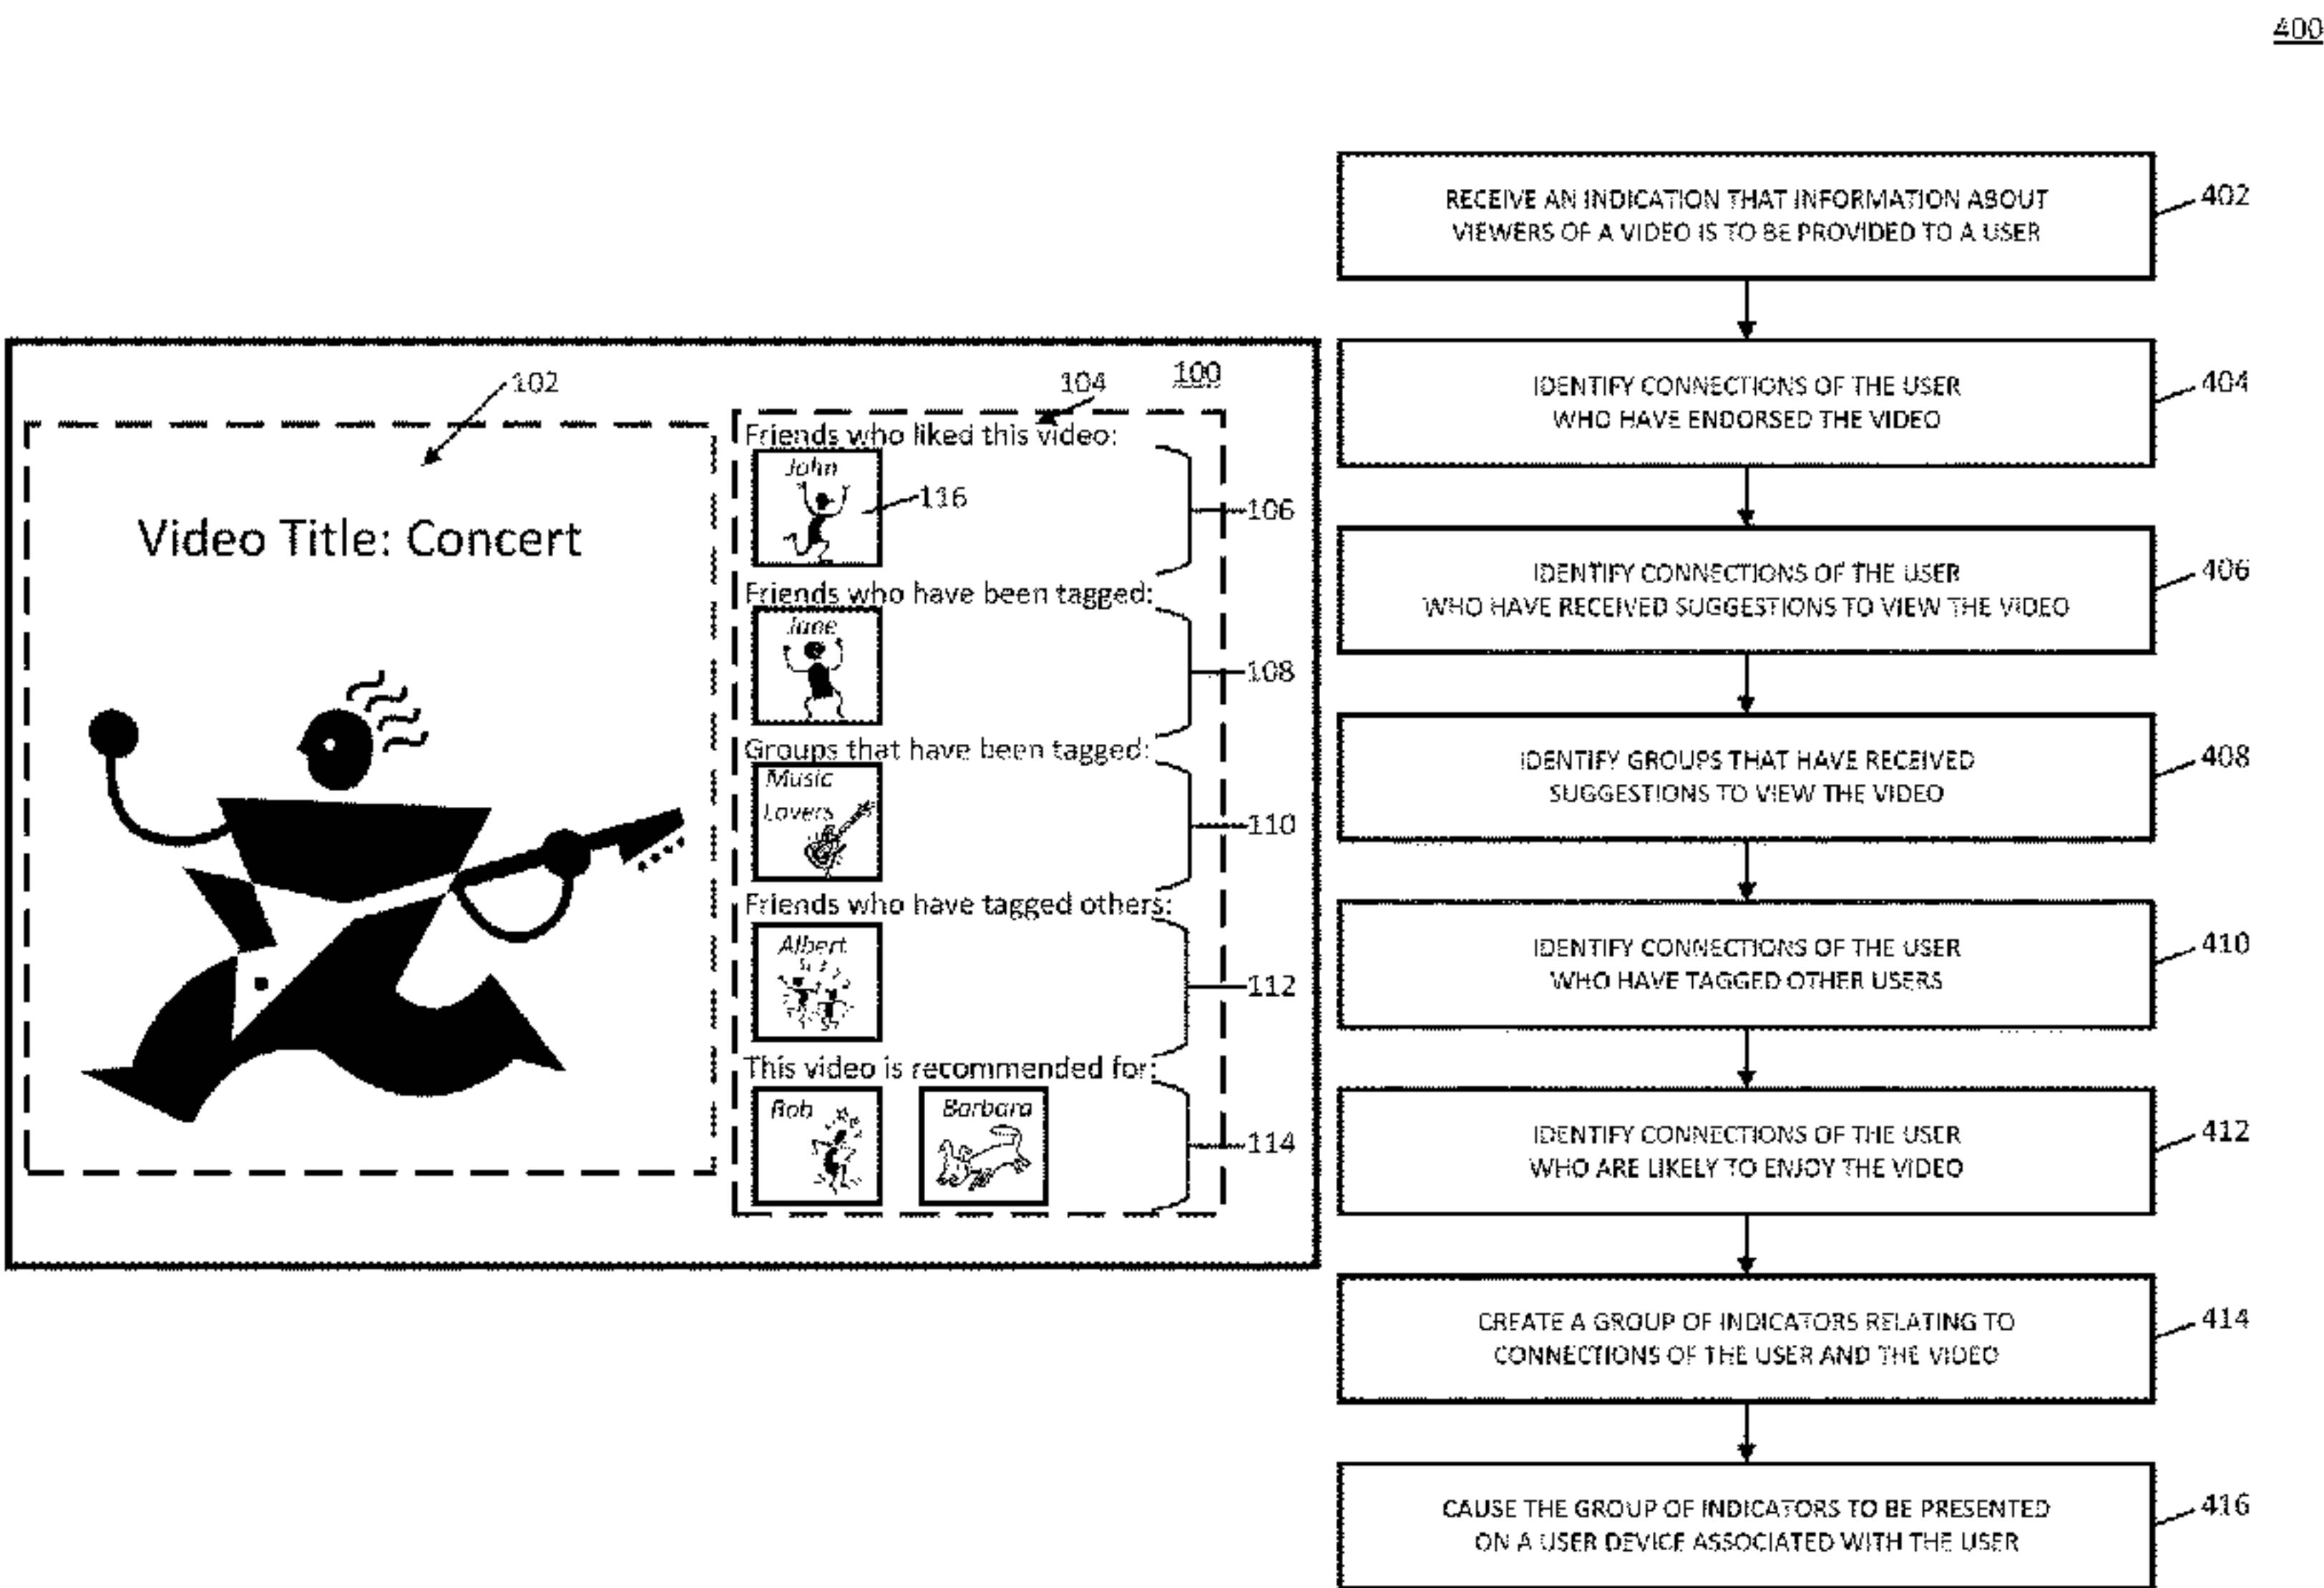 400
102
Video Title: Concert
104
100
Friends who liked this video:
John
116
106
Friends who have been tagged:
Jane
108
Groups that have been tagged:
Music
Lovers
110
Friends who have tagged others:
Albert
112
This video is recommended for:
Bob
Barbara
114
RECEIVE AN INDICATION THAT INFORMATION ABOUT
VIEWERS OF A VIDEO IS TO BE PROVIDED TO A USER
402
IDENTIFY CONNECTIONS OF THE USER
WHO HAVE ENDORSED THE VIDEO
404
IDENTIFY CONNECTIONS OF THE USER
WHO HAVE RECEIVED SUGGESTIONS TO VIEW THE VIDEO
406
IDENTIFY GROUPS THAT HAVE RECEIVED
SUGGESTIONS TO VIEW THE VIDEO
408
IDENTIFY CONNECTIONS OF THE USER
WHO HAVE TAGGED OTHER USERS
410
IDENTIFY CONNECTIONS OF THE USER
WHO ARE LIKELY TO ENJOY THE VIDEO
412
CREATE A GROUP OF INDICATORS RELATING TO
CONNECTIONS OF THE USER AND THE VIDEO
414
CAUSE THE GROUP OF INDICATORS TO BE PRESENTED
ON A USER DEVICE ASSOCIATED WITH THE USER
416